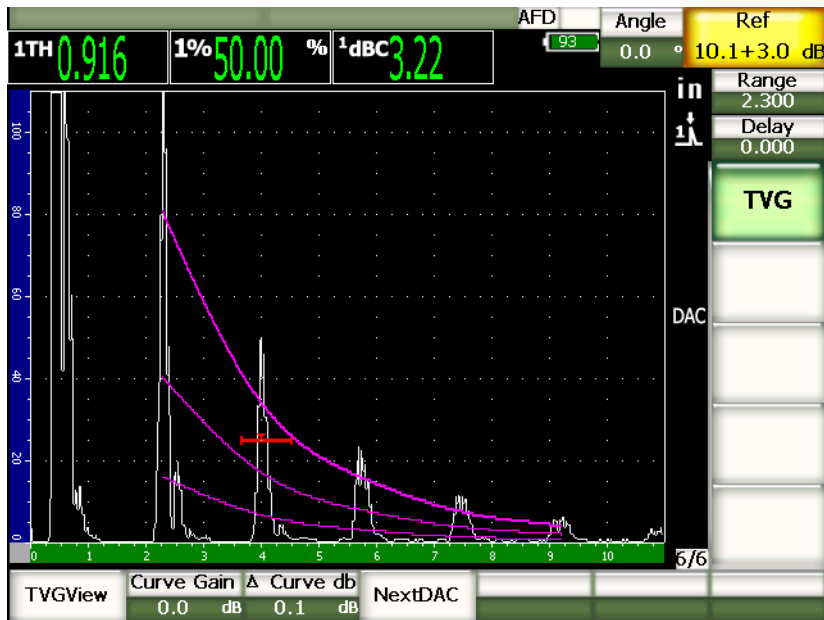 AFD
93
Angle
0.0 °
Ref
10.1+3.0 dB
1TH 0.916
1% 50.00 %
1dBC 3.22
in
Range
2.300
1
Delay
0.000
TVG
DAC
100
80
60
40
20
0
0 1 2 3 4 5 6 7 8 9 10
6/6
TVGView
Curve Gain
0.0 dB
Δ Curve db
0.1 dB
NextDAC